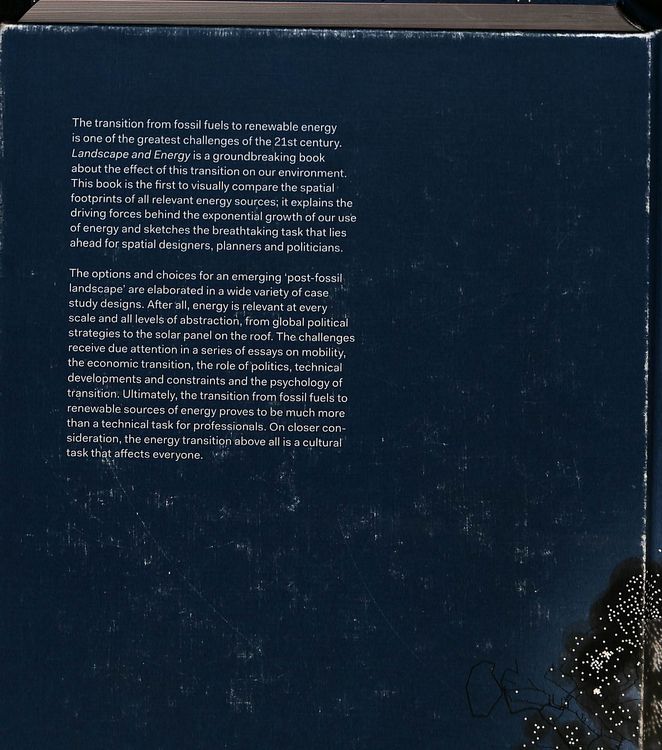 The transition from fossil fuels to renewable energy
is one of the greatest challenges of the 21st century.
Landscape and Energy is a groundbreaking book
about the effect of this transition on our environment.
This book is the first to visually compare the spatial
footprints of all relevant energy sources; it explains the
driving forces behind the exponential growth of our use
of energy and sketches the breathtaking task that lies
ahead for spatial designers, planners and politicians.
The options and choices for an emerging ‘post-fossil
landscape’ are elaborated in a wide variety of case
study designs. After all, energy is relevant at every
scale and all levels of abstraction, from global political
strategies to the solar panel on the roof. The challenges
receive due attention in a series of essays on mobility,
the economic transition, the role of politics, technical
developments and constraints and the psychology of
transition. Ultimately, the transition from fossil fuels to
renewable sources of energy proves to be much more
than a technical task for professionals. On closer con-
sideration, the energy transition above all is a cultural
task that affects everyone.